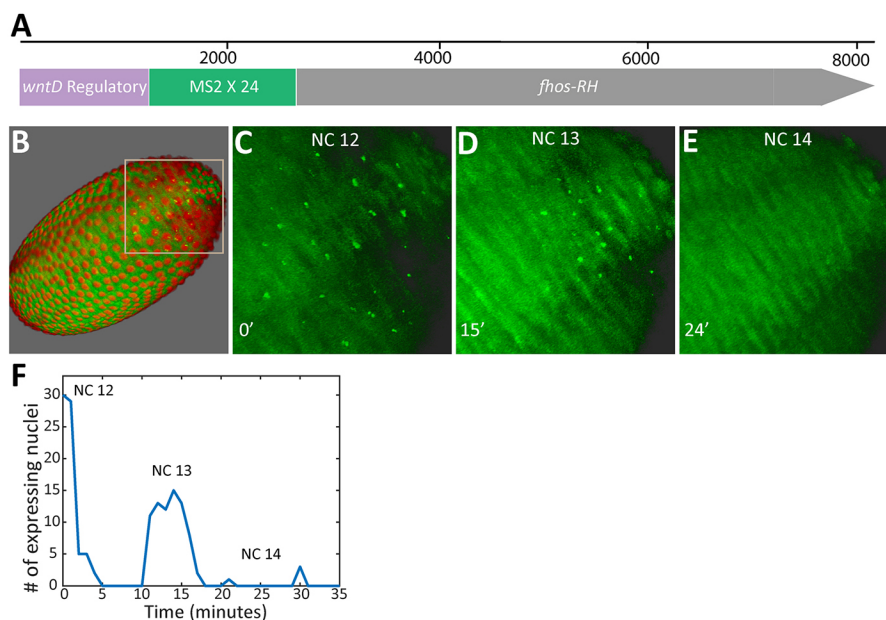 A
2000 4000 6000 8000
wntD Regulatory MS2 X 24 fhos-RH
B C NC 12 D NC 13 E NC 14
0′ 15′ 24′
F
# of expressing nuclei
30
25
20
15
10
5
0
NC 12
NC 13
NC 14
0 5 10 15 20 25 30 35
Time (minutes)